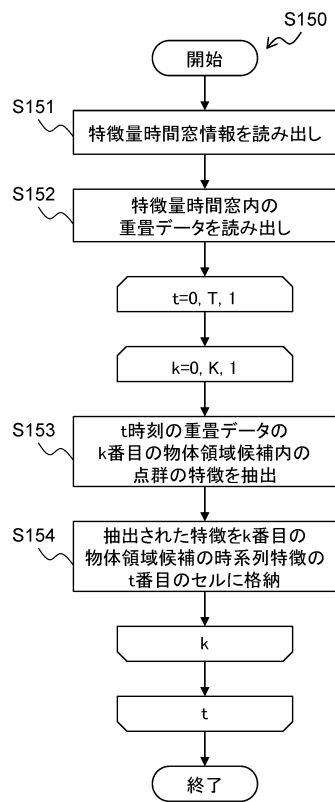 S150
開始
S151
特徴量時間窓情報を読み出し
S152
特徴量時間窓内の
重畳データを読み出し
t=0, T, 1
k=0, K, 1
S153
t時刻の重畳データの
k番目の物体領域候補内の
点群の特徴を抽出
S154
抽出された特徴をk番目の
物体領域候補の時系列特徴の
t番目のセルに格納
k
t
終了